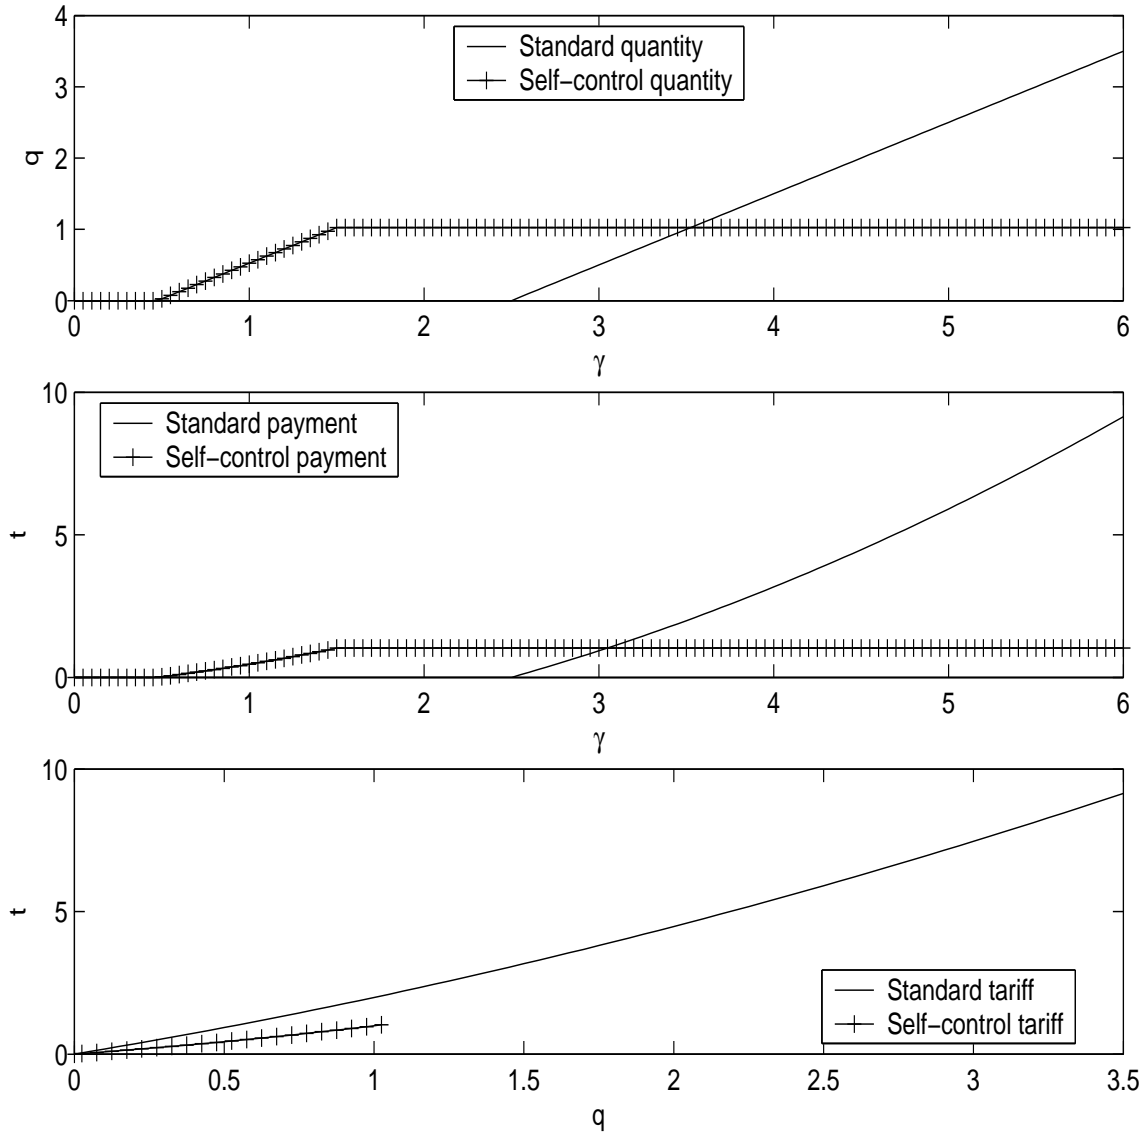 4
3
2
1
0
q
Standard quantity
Self−control quantity
0 1 2 3 4 5 6
γ
10
5
0
t
Standard payment
Self−control payment
0 1 2 3 4 5 6
γ
10
5
0
t
Standard tariff
Self−control tariff
0 0.5 1 1.5 2 2.5 3 3.5
q